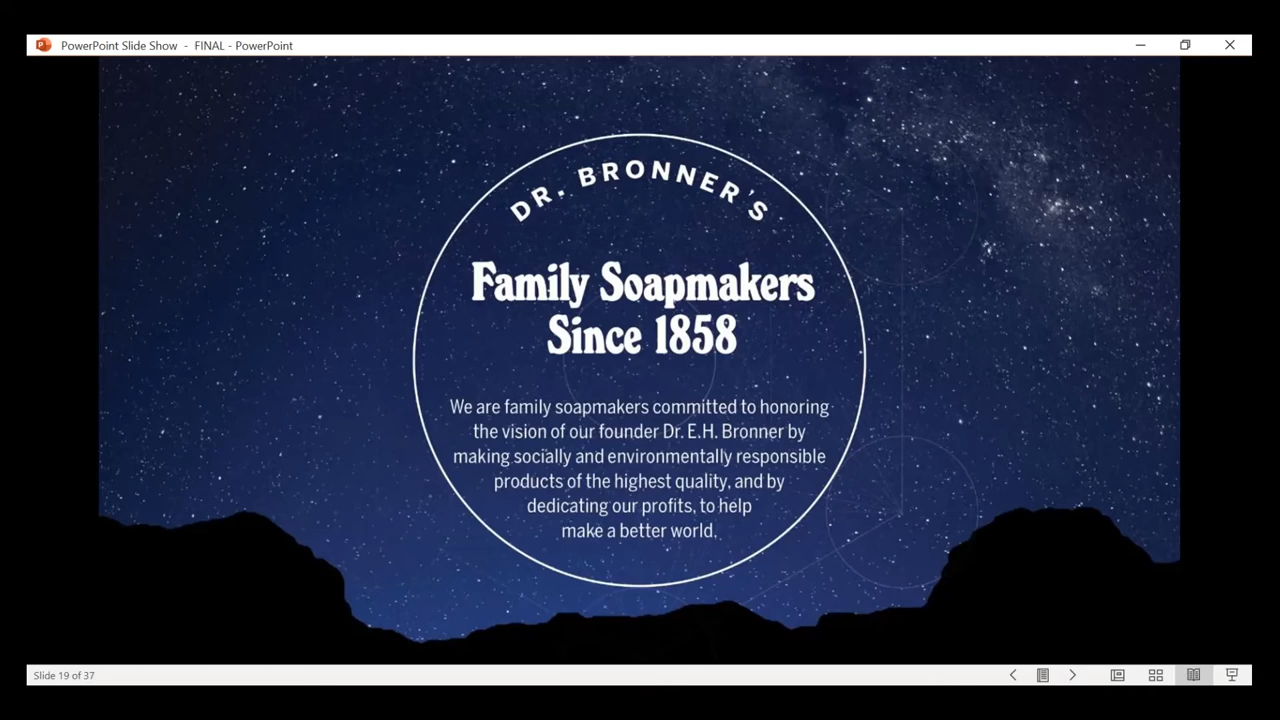 PowerPoint Slide Show - FINAL - PowerPoint
DR. BRONNER'S
Family Soapmakers
Since 1858
We are family soapmakers committed to honoring
the vision of our founder Dr. E.H. Bronner by
making socially and environmentally responsible
products of the highest quality, and by
dedicating our profits, to help
make a better world.
Slide 19 of 37